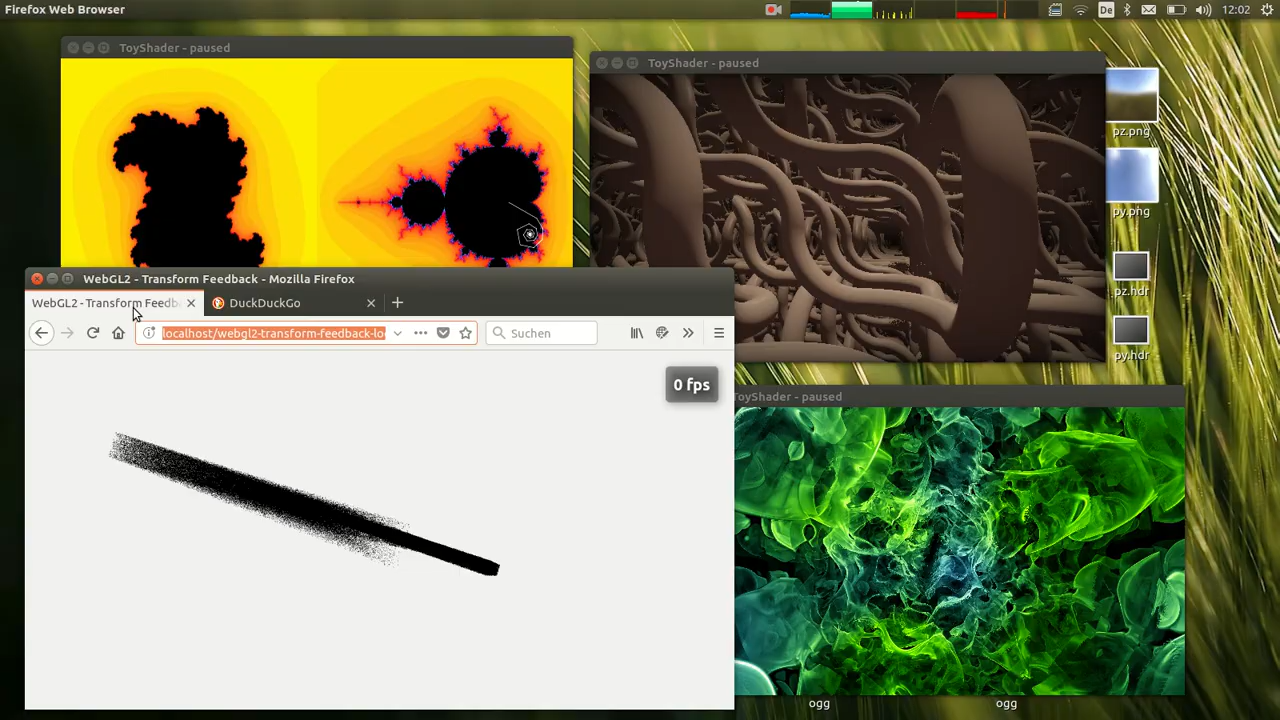 Firefox Web Browser
De
12:02
ToyShader - paused
ToyShader - paused
pz.png
py.png
pz.hdr
py.hdr
WebGL2 - Transform Feedback - Mozilla Firefox
WebGL2 - Transform Feedb
DuckDuckGo
localhost/webgl2-transform-feedback-lo
Suchen
0 fps
ToyShader - paused
ogg
ogg